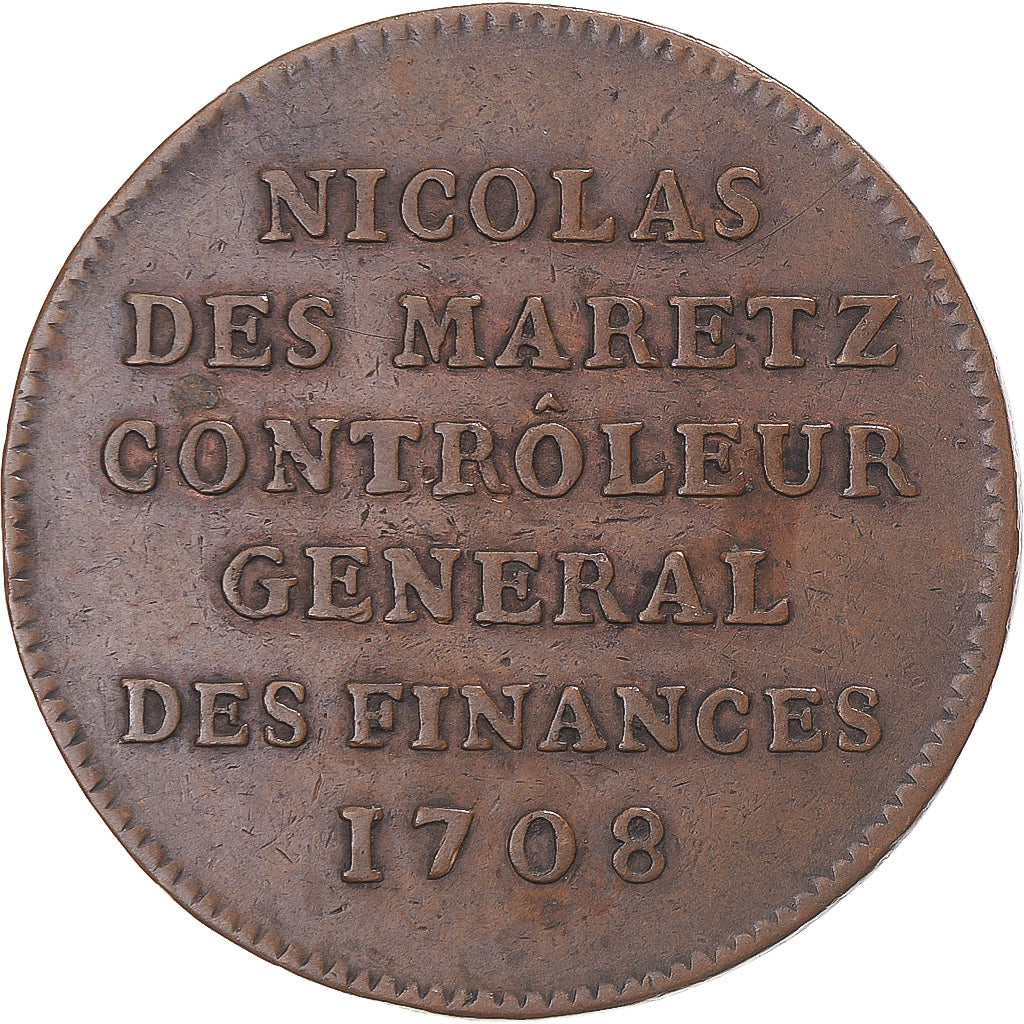 NICOLAS
DES MARETZ
CONTRÔLEUR
GENERAL
DES FINANCES
1708